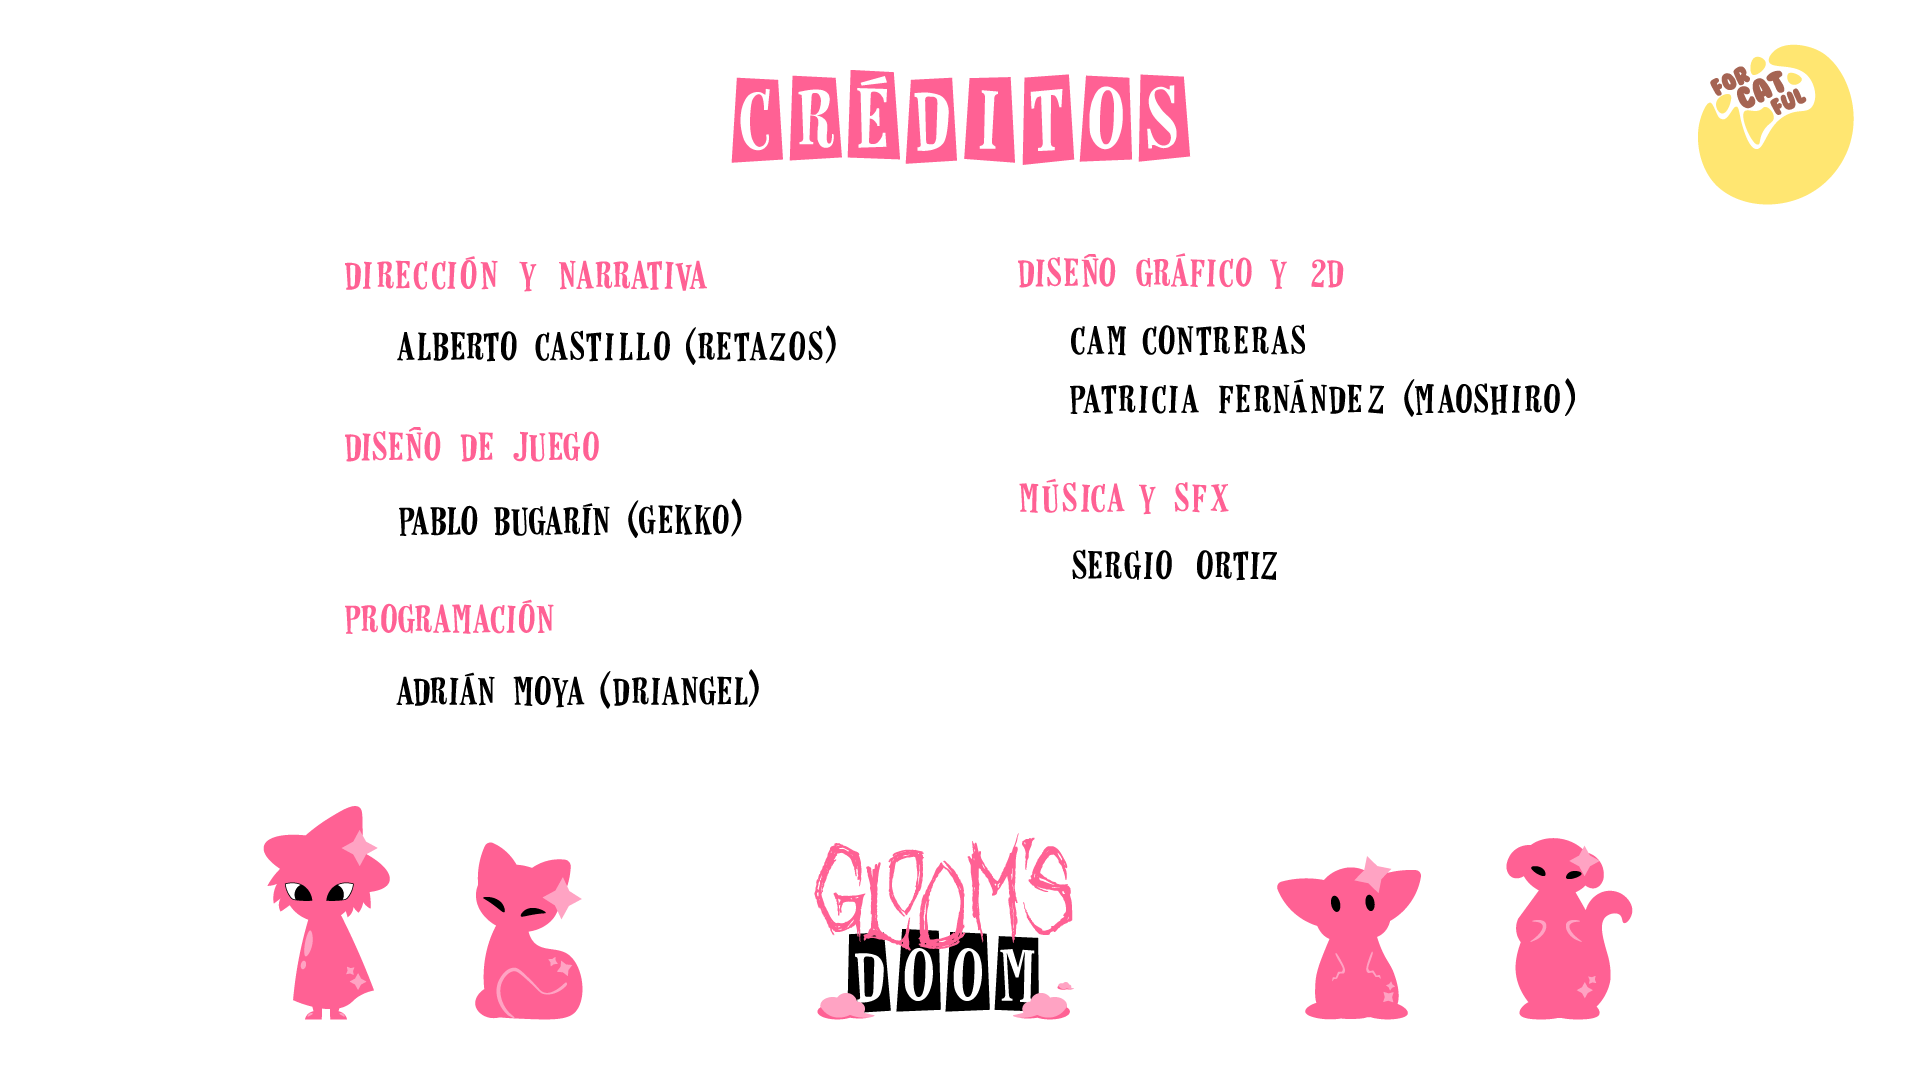 CRÉDITOS
FOR
CAT
FUL
DIRECCIÓN Y NARRATIVA
ALBERTO CASTILLO (RETAZOS)
DISEÑO DE JUEGO
PABLO BUGARÍN (GEKKO)
PROGRAMACIÓN
ADRIÁN MOYA (DRIANGEL)
DISEÑO GRÁFICO Y 2D
CAM CONTRERAS
PATRICIA FERNÁNDEZ (MAOSHIRO)
MÚSICA Y SFX
SERGIO ORTIZ
GLOOM'S
DOOM